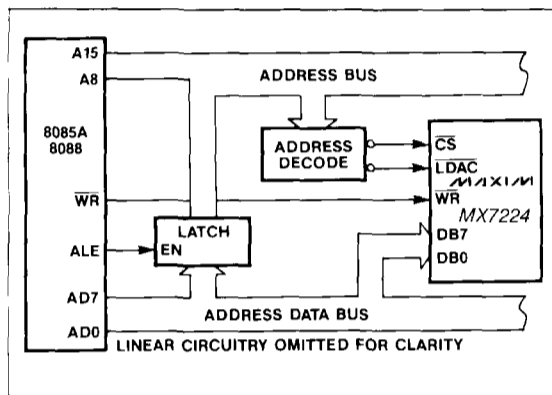 A15
A8
ADDRESS BUS
8085A
8088
ADDRESS
DECODE
CS
LDAC
MAXIM
WR
WR
MX7224
LATCH
ALE
EN
DB7
DB0
AD7
ADDRESS DATA BUS
AD0
LINEAR CIRCUITRY OMITTED FOR CLARITY